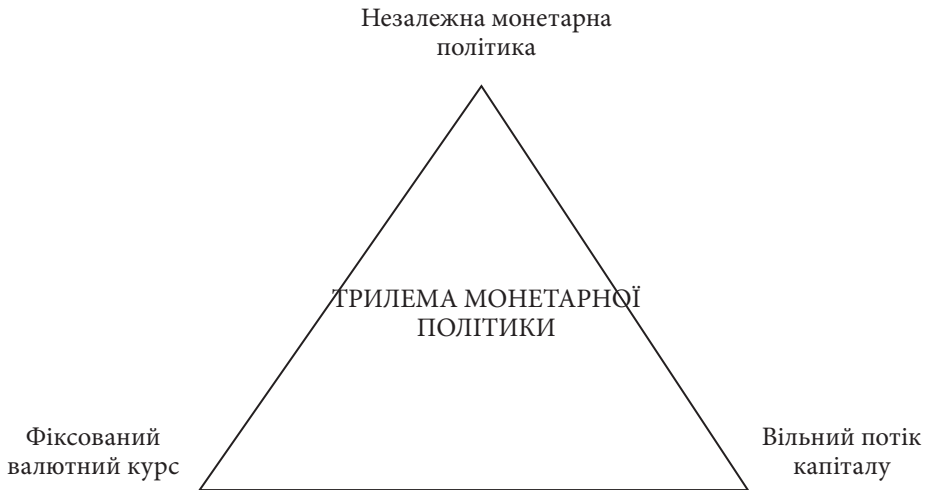 Незалежна монетарна
політика
ТРИЛЕМА МОНЕТАРНОЇ
ПОЛІТИКИ
Фіксований
валютний курс
Вільний потік
капіталу